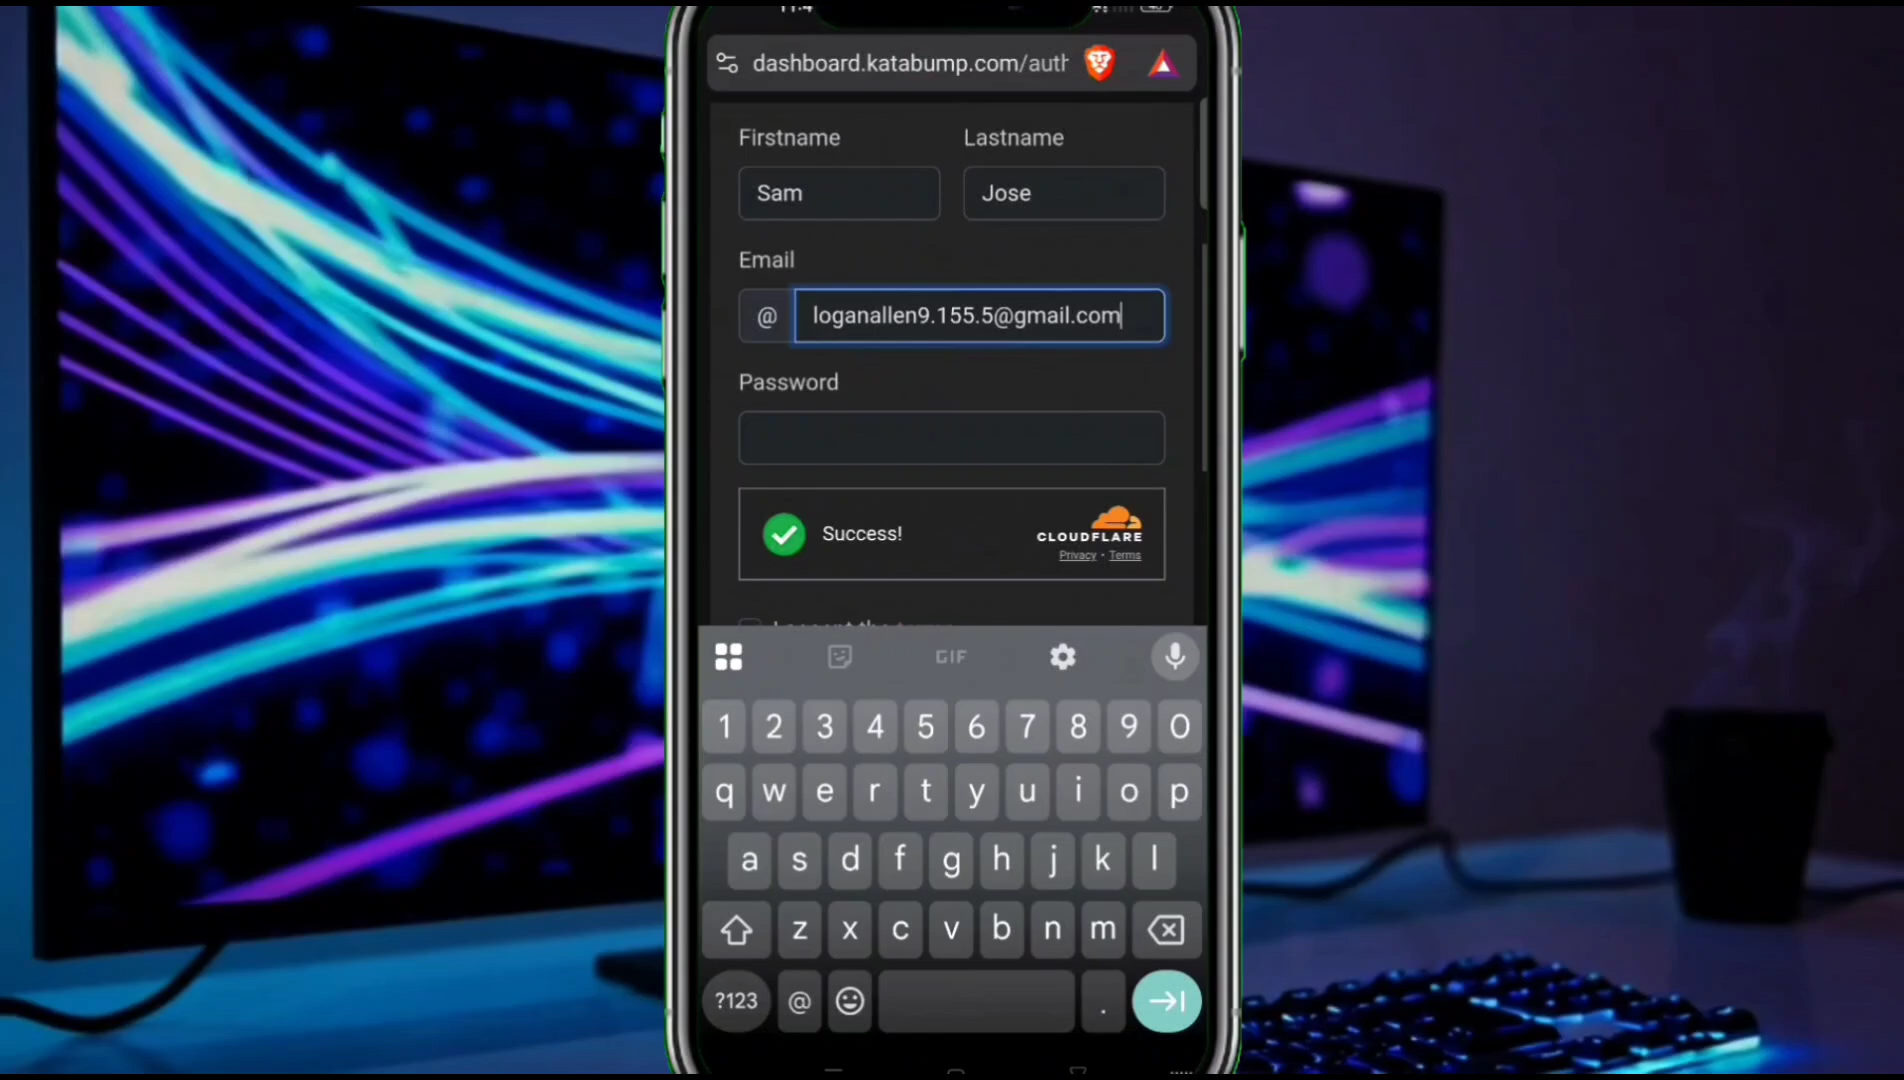 dashboard.katabump.com/auth
Firstname Lastname
Sam Jose
Email
@ loganallen9.155.5@gmail.com
Password
Success!
CLOUDFLARE
Privacy • Terms
GIF
1 2 3 4 5 6 7 8 9 0
q w e r t y u i o p
a s d f g h j k l
z x c v b n m
?123 @ .